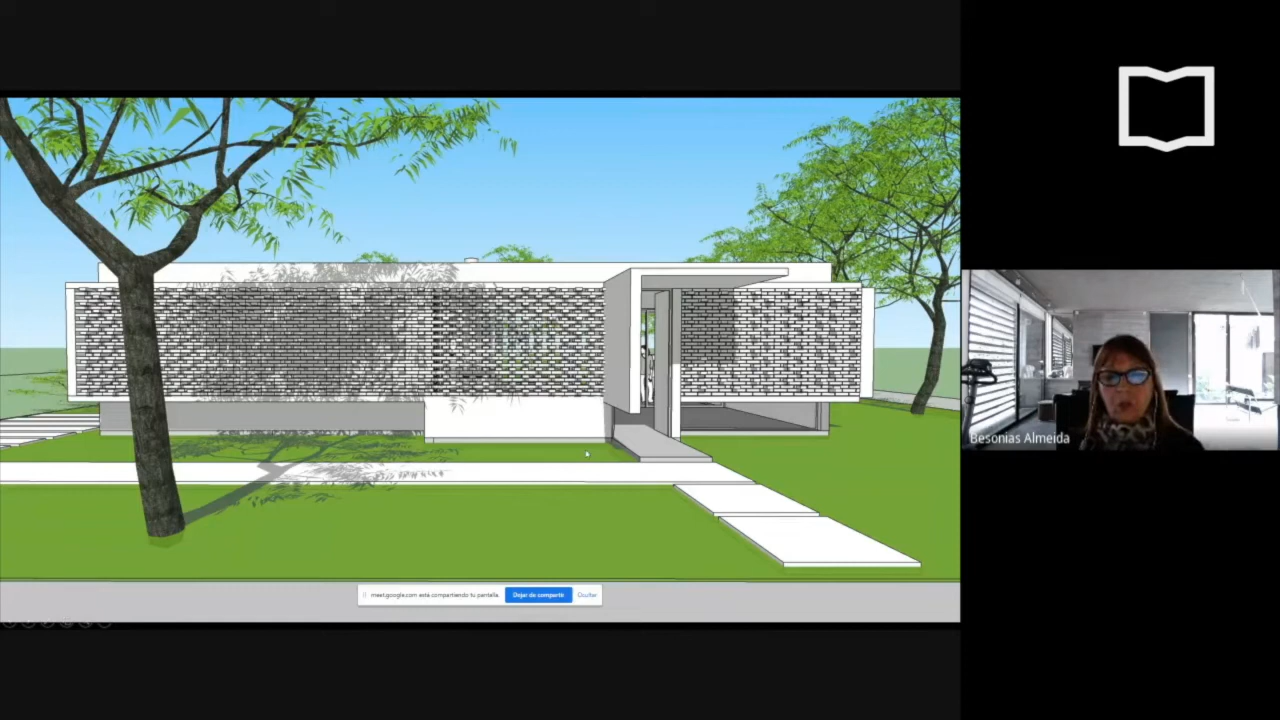 Besonias Almeida
meet.google.com está compartiendo tu pantalla.
Dejar de compartir
Ocultar